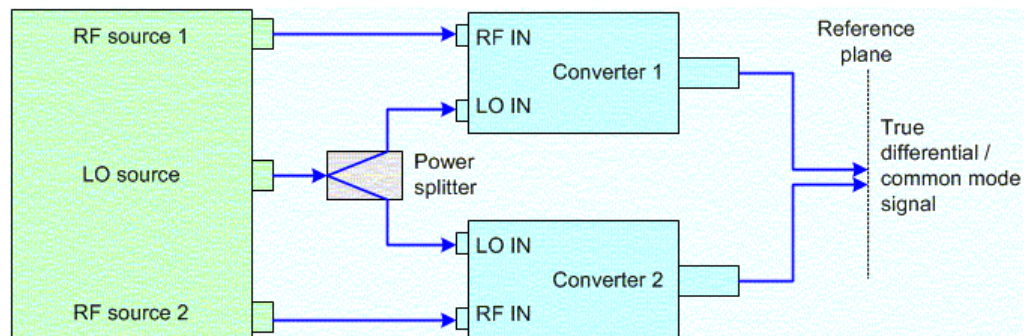 RF source 1
LO source
RF source 2
Power
splitter
RF IN
Converter 1
LO IN
LO IN
Converter 2
RF IN
Reference
plane
True
differential /
common mode
signal